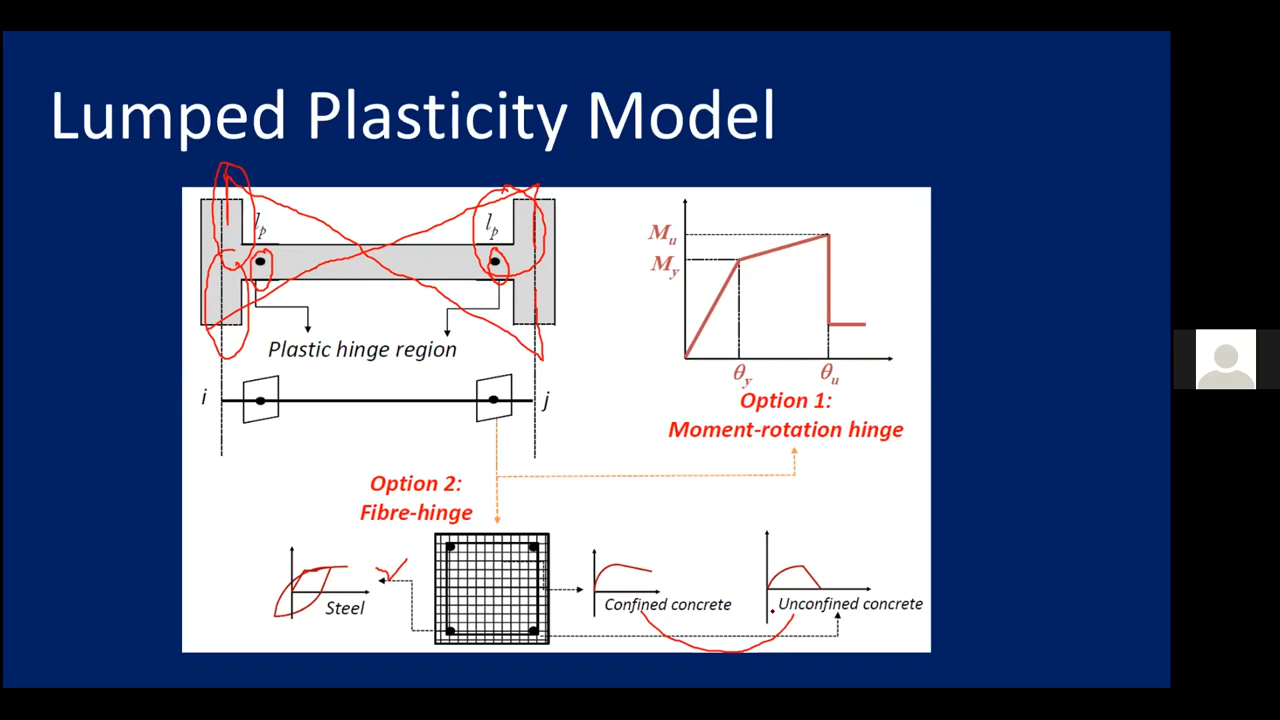 Lumped Plasticity Model
lp
lp
Plastic hinge region
i
j
Mu
My
θy
θu
Option 1:
Moment-rotation hinge
Option 2:
Fibre-hinge
Steel
Confined concrete
Unconfined concrete